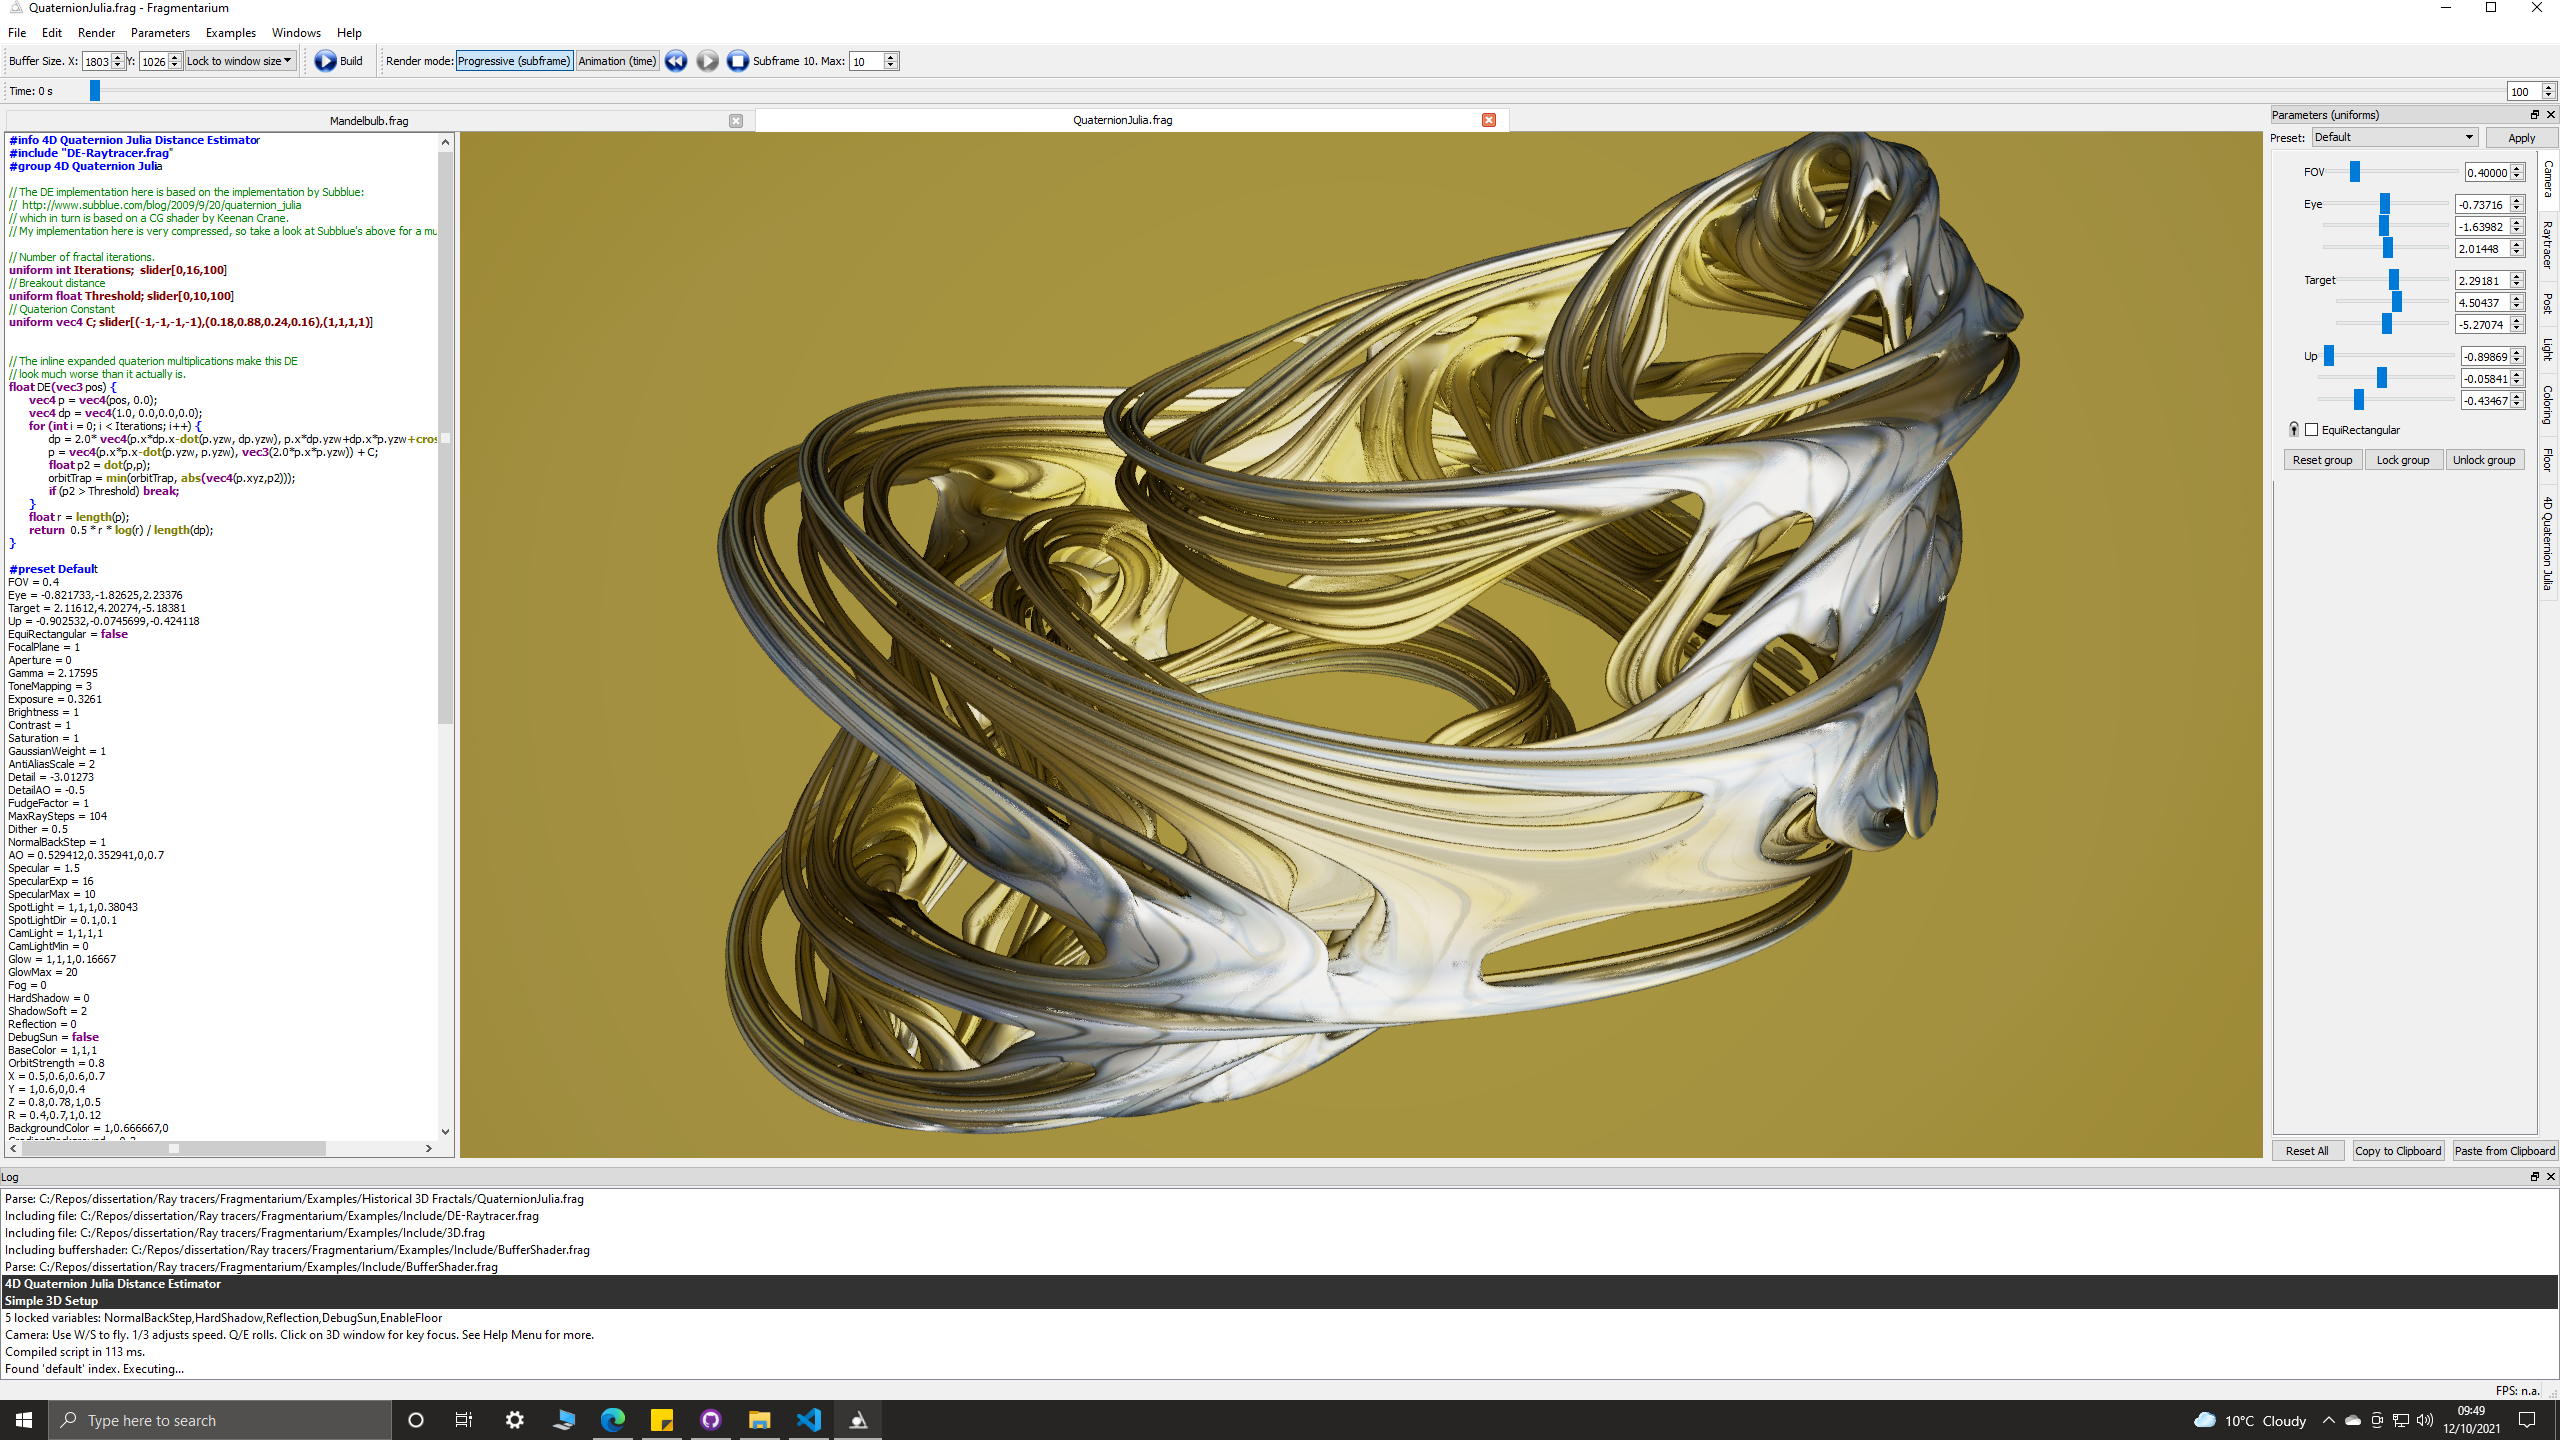 QuaternionJulia.frag - Fragmentarium
File Edit Render Parameters Examples Windows Help
Buffer Size. X: 1803 Y: 1026 Lock to window size Build Render mode: Progressive (subframe) Animation (time) Subframe 10. Max: 10
Time: 0 s 100
Mandelbulb.frag QuaternionJulia.frag
#info 4D Quaternion Julia Distance Estimator
#include "DE-Raytracer.frag"
#group 4D Quaternion Julia
// The DE implementation here is based on the implementation by Subblue:
// http://www.subblue.com/blog/2009/9/20/quaternion_julia
// which in turn is based on a CG shader by Keenan Crane.
// My implementation here is very compressed, so take a look at Subblue's above for a mu
// Number of fractal iterations.
uniform int Iterations; slider[0,16,100]
// Breakout distance
uniform float Threshold; slider[0,10,100]
// Quaterion Constant
uniform vec4 C; slider[(-1,-1,-1,-1),(0.18,0.88,0.24,0.16),(1,1,1,1)]
// The inline expanded quaterion multiplications make this DE
// look much worse than it actually is.
float DE(vec3 pos) {
vec4 p = vec4(pos, 0.0);
vec4 dp = vec4(1.0, 0.0,0.0,0.0);
for (int i = 0; i < Iterations; i++) {
dp = 2.0* vec4(p.x*dp.x-dot(p.yzw, dp.yzw), p.x*dp.yzw+dp.x*p.yzw+cros
p = vec4(p.x*p.x-dot(p.yzw, p.yzw), vec3(2.0*p.x*p.yzw)) + C;
float p2 = dot(p,p);
orbitTrap = min(orbitTrap, abs(vec4(p.xyz,p2)));
if (p2 > Threshold) break;
}
float r = length(p);
return 0.5 * r * log(r) / length(dp);
}
#preset Default
FOV = 0.4
Eye = -0.821733,-1.82625,2.23376
Target = 2.11612,4.20274,-5.18381
Up = -0.902532,-0.0745699,-0.424118
EquiRectangular = false
FocalPlane = 1
Aperture = 0
Gamma = 2.17595
ToneMapping = 3
Exposure = 0.3261
Brightness = 1
Contrast = 1
Saturation = 1
GaussianWeight = 1
AntiAliasScale = 2
Detail = -3.01273
DetailAO = -0.5
FudgeFactor = 1
MaxRaySteps = 104
Dither = 0.5
NormalBackStep = 1
AO = 0.529412,0.352941,0,0.7
Specular = 1.5
SpecularExp = 16
SpecularMax = 10
SpotLight = 1,1,1,0.38043
SpotLightDir = 0.1,0.1
CamLight = 1,1,1,1
CamLightMin = 0
Glow = 1,1,1,0.16667
GlowMax = 20
Fog = 0
HardShadow = 0
ShadowSoft = 2
Reflection = 0
DebugSun = false
BaseColor = 1,1,1
OrbitStrength = 0.8
X = 0.5,0.6,0.6,0.7
Y = 1,0.6,0,0.4
Z = 0.8,0.78,1,0.5
R = 0.4,0.7,1,0.12
BackgroundColor = 1,0.666667,0
Parameters (uniforms)
Preset: Default Apply
FOV 0.40000
Eye -0.73716
-1.63982
2.01448
Target 2.29181
4.50437
-5.27074
Up -0.89869
-0.05841
-0.43467
EquiRectangular
Reset group Lock group Unlock group
Camera
Raytracer
Post
Light
Coloring
Floor
4D Quaternion Julia
Reset All Copy to Clipboard Paste from Clipboard
Log
Parse: C:/Repos/dissertation/Ray tracers/Fragmentarium/Examples/Historical 3D Fractals/QuaternionJulia.frag
Including file: C:/Repos/dissertation/Ray tracers/Fragmentarium/Examples/Include/DE-Raytracer.frag
Including file: C:/Repos/dissertation/Ray tracers/Fragmentarium/Examples/Include/3D.frag
Including buffershader: C:/Repos/dissertation/Ray tracers/Fragmentarium/Examples/Include/BufferShader.frag
Parse: C:/Repos/dissertation/Ray tracers/Fragmentarium/Examples/Include/BufferShader.frag
4D Quaternion Julia Distance Estimator
Simple 3D Setup
5 locked variables: NormalBackStep,HardShadow,Reflection,DebugSun,EnableFloor
Camera: Use W/S to fly. 1/3 adjusts speed. Q/E rolls. Click on 3D window for key focus. See Help Menu for more.
Compiled script in 113 ms.
Found 'default' index. Executing...
FPS: n.a.
Type here to search
10°C Cloudy
09:49
12/10/2021